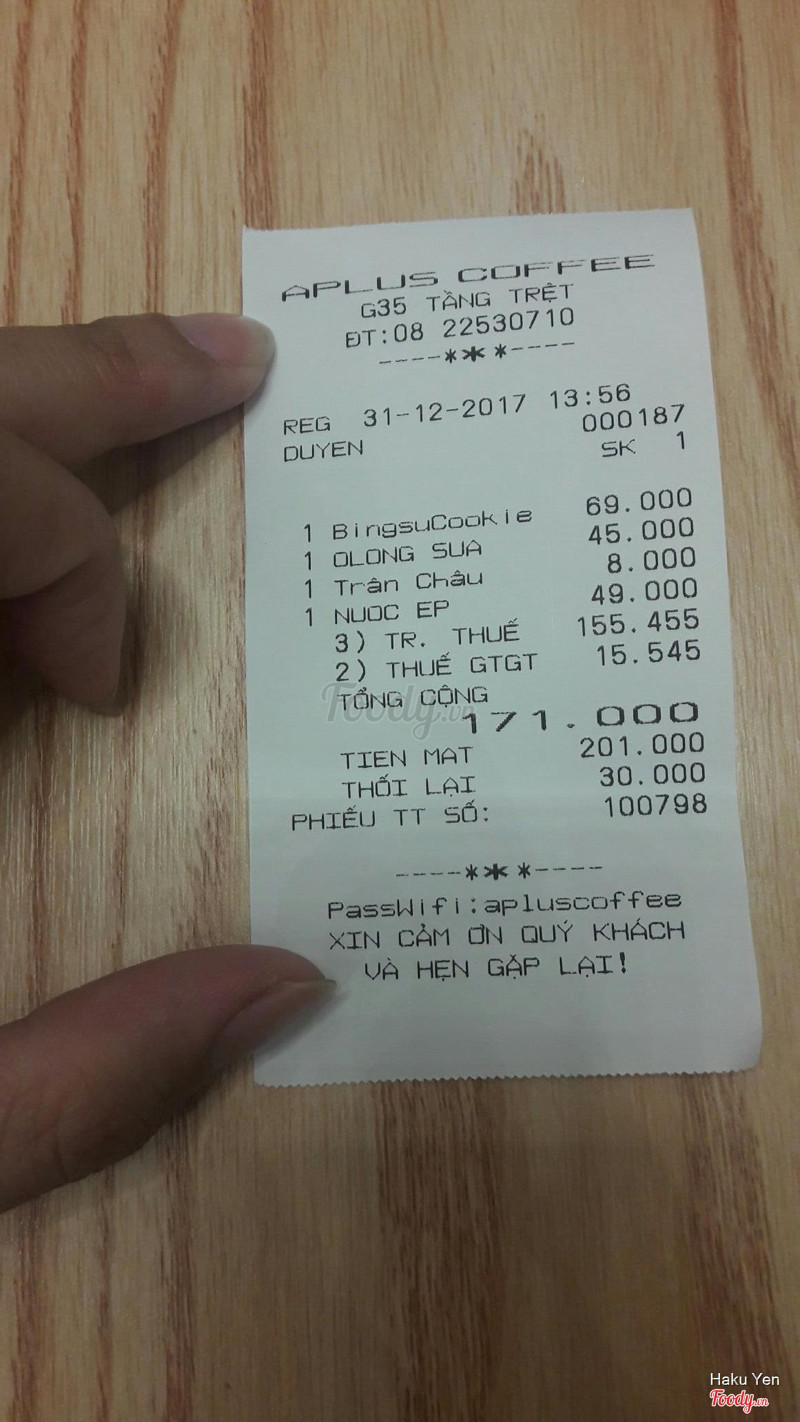 APLUS COFFEE
G35 TẦNG TRỆT
ĐT:08 22530710
----***----
REG 31-12-2017 13:56
000187
DUYEN SK 1
1 BingsuCookie 69.000
1 OLONG SUA 45.000
1 Trân Châu 8.000
1 NUOC EP 49.000
3) TR. THUẾ 155.455
2) THUẾ GTGT 15.545
TỔNG CỘNG
171.000
TIEN MAT 201.000
THỐI LẠI 30.000
PHIẾU TT SỐ: 100798
----***----
PassWifi:apluscoffee
XIN CẢM ƠN QUÝ KHÁCH
VÀ HẸN GẶP LẠI!
Foody.vn
Haku Yen
Foody.vn